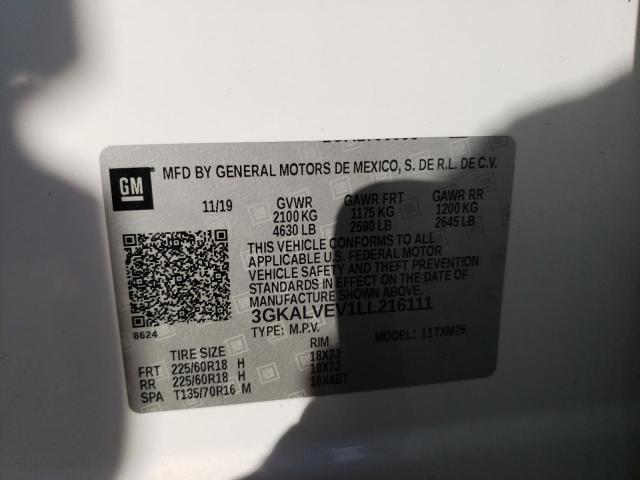 GM
MFD BY GENERAL MOTORS DE MEXICO, S. DE R.L. DE C.V.
11/19 GVWR GAWR FRT GAWR RR
2100 KG 1175 KG 1200 KG
4630 LB 2590 LB 2645 LB
THIS VEHICLE CONFORMS TO ALL
APPLICABLE U.S. FEDERAL MOTOR
VEHICLE SAFETY AND THEFT PREVENTION
STANDARDS IN EFFECT ON THE DATE OF
MANUFACTURE SHOWN ABOVE.
8624
3GKALVEV1LL216111
TYPE: M.P.V. MODEL: 11TXM26
TIRE SIZE RIM
FRT 225/60R18 H 18X7J
RR 225/60R18 H 18X7J
SPA T135/70R16 M 16X4BT